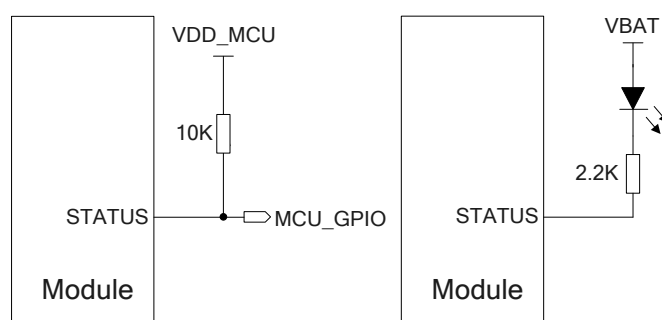 VDD_MCU
10K
STATUS
MCU_GPIO
Module
VBAT
2.2K
STATUS
Module